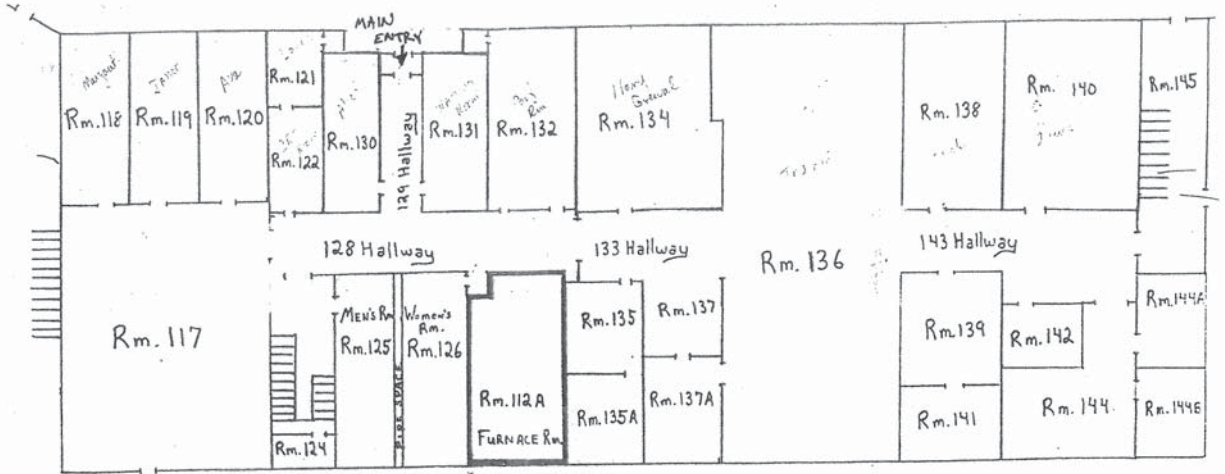 MAIN
ENTRY
Rm.118
Rm.119
Rm.120
Rm.121
Rm.122
Rm.130
129 Hallway
Rm.131
Rm.132
Rm.134
Rm.138
Rm. 140
Rm.145
128 Hallway
133 Hallway
Rm. 136
143 Hallway
Rm. 117
MEN'S Rm
Rm.125
PIPE SPACE
Women's
Rm.
Rm.126
Rm.112A
FURNACE Rm.
Rm.135
Rm.137
Rm.135A
Rm.137A
Rm.139
Rm.142
Rm.144A
Rm.141
Rm.144
Rm.124